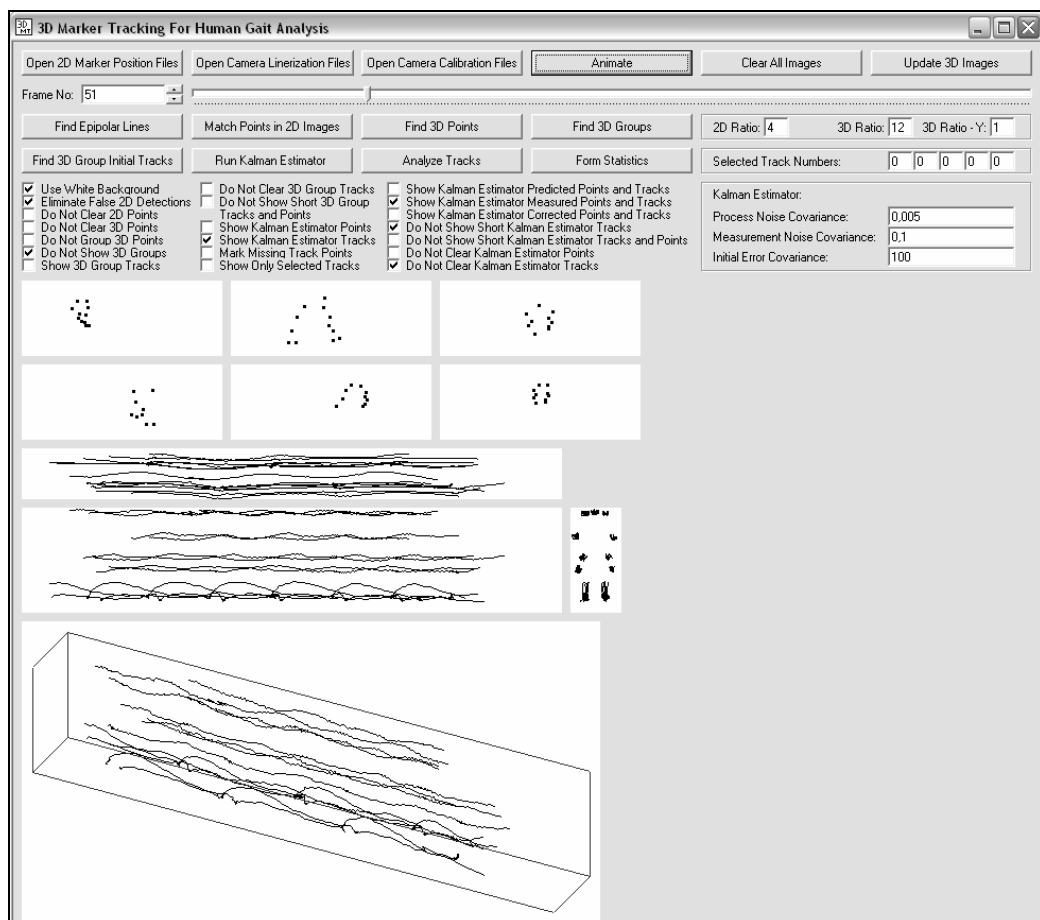 3D MT 3D Marker Tracking For Human Gait Analysis
Open 2D Marker Position Files Open Camera Linerization Files Open Camera Calibration Files Animate Clear All Images Update 3D Images
Frame No: 51
Find Epipolar Lines Match Points in 2D Images Find 3D Points Find 3D Groups 2D Ratio: 4 3D Ratio: 12 3D Ratio - Y: 1
Find 3D Group Initial Tracks Run Kalman Estimator Analyze Tracks Form Statistics Selected Track Numbers: 0 0 0 0 0
Use White Background
Eliminate False 2D Detections
Do Not Clear 2D Points
Do Not Clear 3D Points
Do Not Group 3D Points
Do Not Show 3D Groups
Show 3D Group Tracks
Do Not Clear 3D Group Tracks
Do Not Show Short 3D Group
Tracks and Points
Show Kalman Estimator Points
Show Kalman Estimator Tracks
Mark Missing Track Points
Show Only Selected Tracks
Show Kalman Estimator Predicted Points and Tracks
Show Kalman Estimator Measured Points and Tracks
Show Kalman Estimator Corrected Points and Tracks
Do Not Show Short Kalman Estimator Tracks
Do Not Show Short Kalman Estimator Tracks and Points
Do Not Clear Kalman Estimator Points
Do Not Clear Kalman Estimator Tracks
Kalman Estimator:
Process Noise Covariance: 0,005
Measurement Noise Covariance: 0,1
Initial Error Covariance: 100